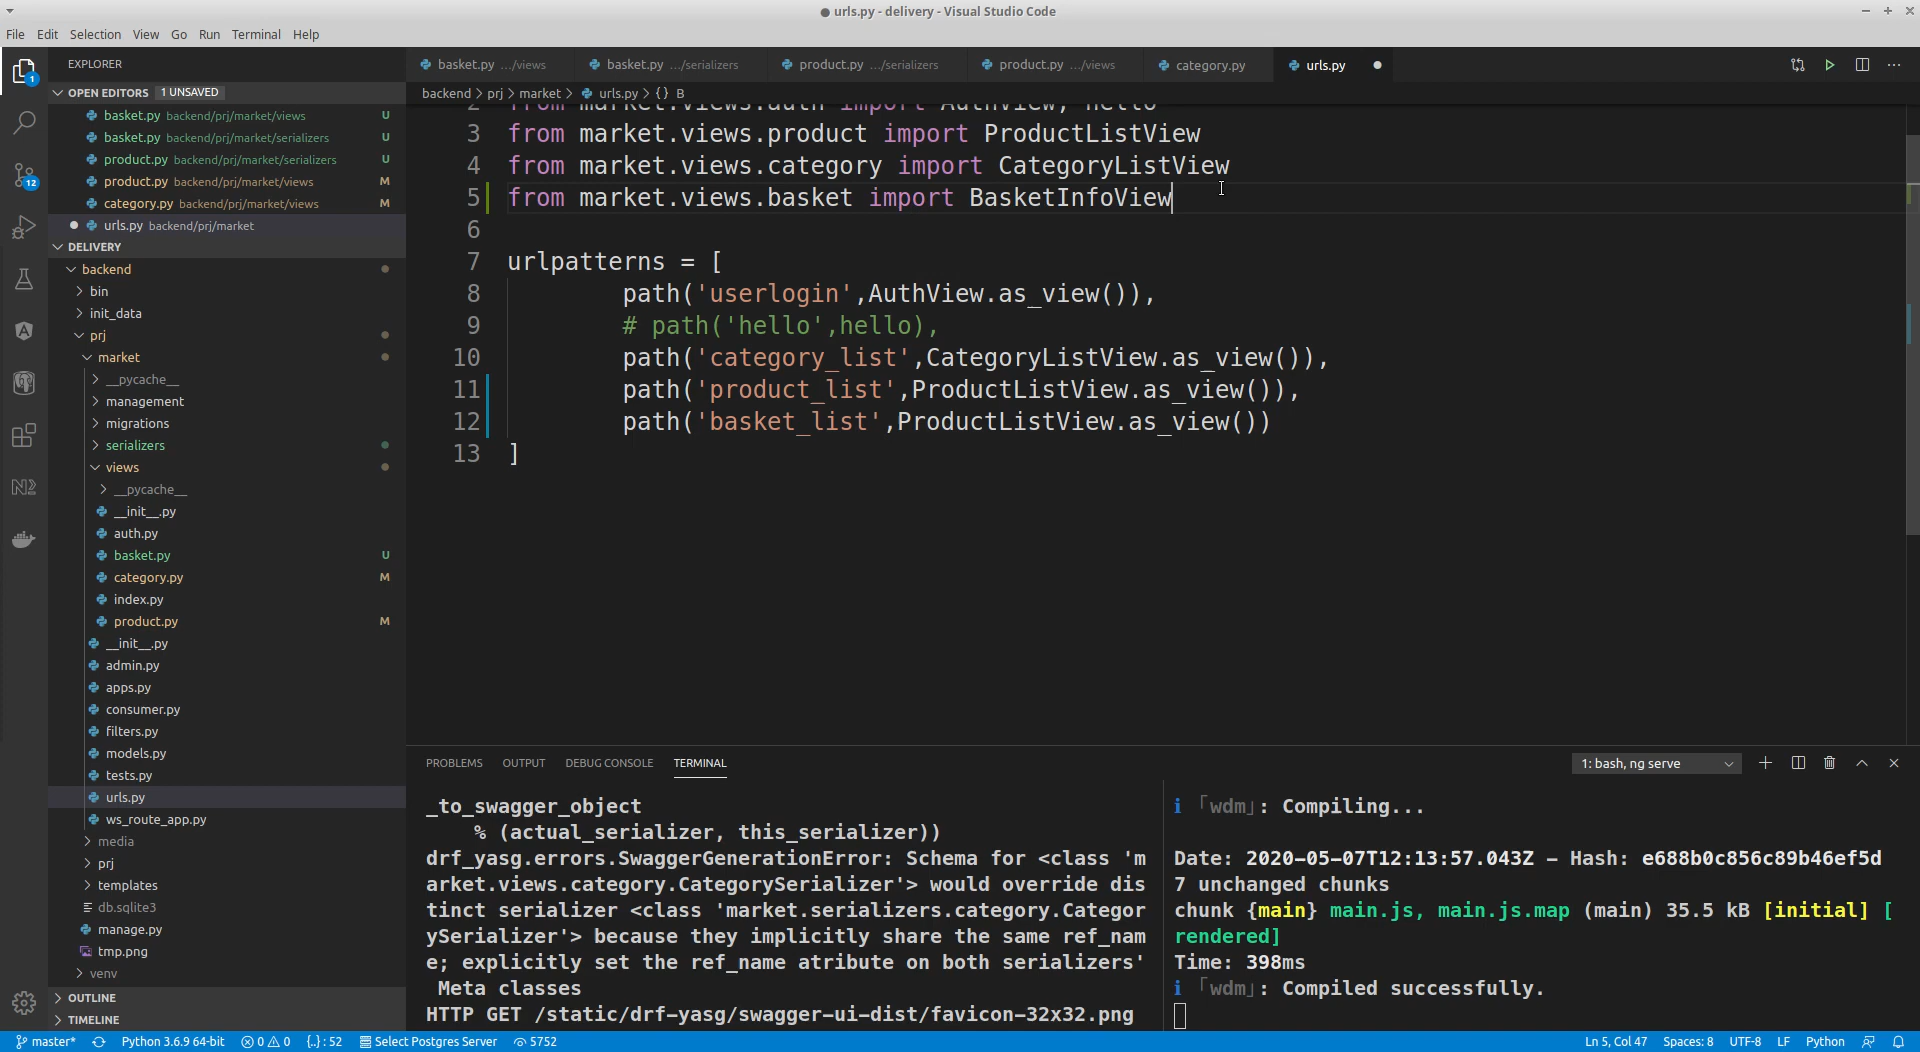 urls.py - delivery - Visual Studio Code
File Edit Selection View Go Run Terminal Help
EXPLORER
OPEN EDITORS 1 UNSAVED
basket.py backend/prj/market/views U
basket.py backend/prj/market/serializers U
product.py backend/prj/market/serializers U
product.py backend/prj/market/views M
category.py backend/prj/market/views M
urls.py backend/prj/market
DELIVERY
backend
bin
init_data
prj
market
__pycache__
management
migrations
serializers
views
__pycache__
__init__.py
auth.py
basket.py U
category.py M
index.py
product.py M
__init__.py
admin.py
apps.py
consumer.py
filters.py
models.py
tests.py
urls.py
ws_route_app.py
media
prj
templates
db.sqlite3
manage.py
tmp.png
venv
OUTLINE
TIMELINE
1
12
basket.py .../views basket.py .../serializers product.py .../serializers product.py .../views category.py urls.py
backend > prj > market > urls.py > {} B
2 from market.views.auth import AuthView, hello
3 from market.views.product import ProductListView
4 from market.views.category import CategoryListView
5 from market.views.basket import BasketInfoView
6
7 urlpatterns = [
8 path('userlogin',AuthView.as_view()),
9 # path('hello',hello),
10 path('category_list',CategoryListView.as_view()),
11 path('product_list',ProductListView.as_view()),
12 path('basket_list',ProductListView.as_view())
13 ]
PROBLEMS OUTPUT DEBUG CONSOLE TERMINAL
1: bash, ng serve
_to_swagger_object
% (actual_serializer, this_serializer))
drf_yasg.errors.SwaggerGenerationError: Schema for <class 'm
arket.views.category.CategorySerializer'> would override dis
tinct serializer <class 'market.serializers.category.Categor
ySerializer'> because they implicitly share the same ref_nam
e; explicitly set the ref_name atribute on both serializers'
Meta classes
HTTP GET /static/drf-yasg/swagger-ui-dist/favicon-32x32.png
ℹ ｢wdm｣: Compiling...
Date: 2020-05-07T12:13:57.043Z - Hash: e688b0c856c89b46ef5d
7 unchanged chunks
chunk {main} main.js, main.js.map (main) 35.5 kB [initial] [
rendered]
Time: 398ms
ℹ ｢wdm｣: Compiled successfully.
master* Python 3.6.9 64-bit 0 0 {..} : 52 Select Postgres Server 5752 Ln 5, Col 47 Spaces: 8 UTF-8 LF Python